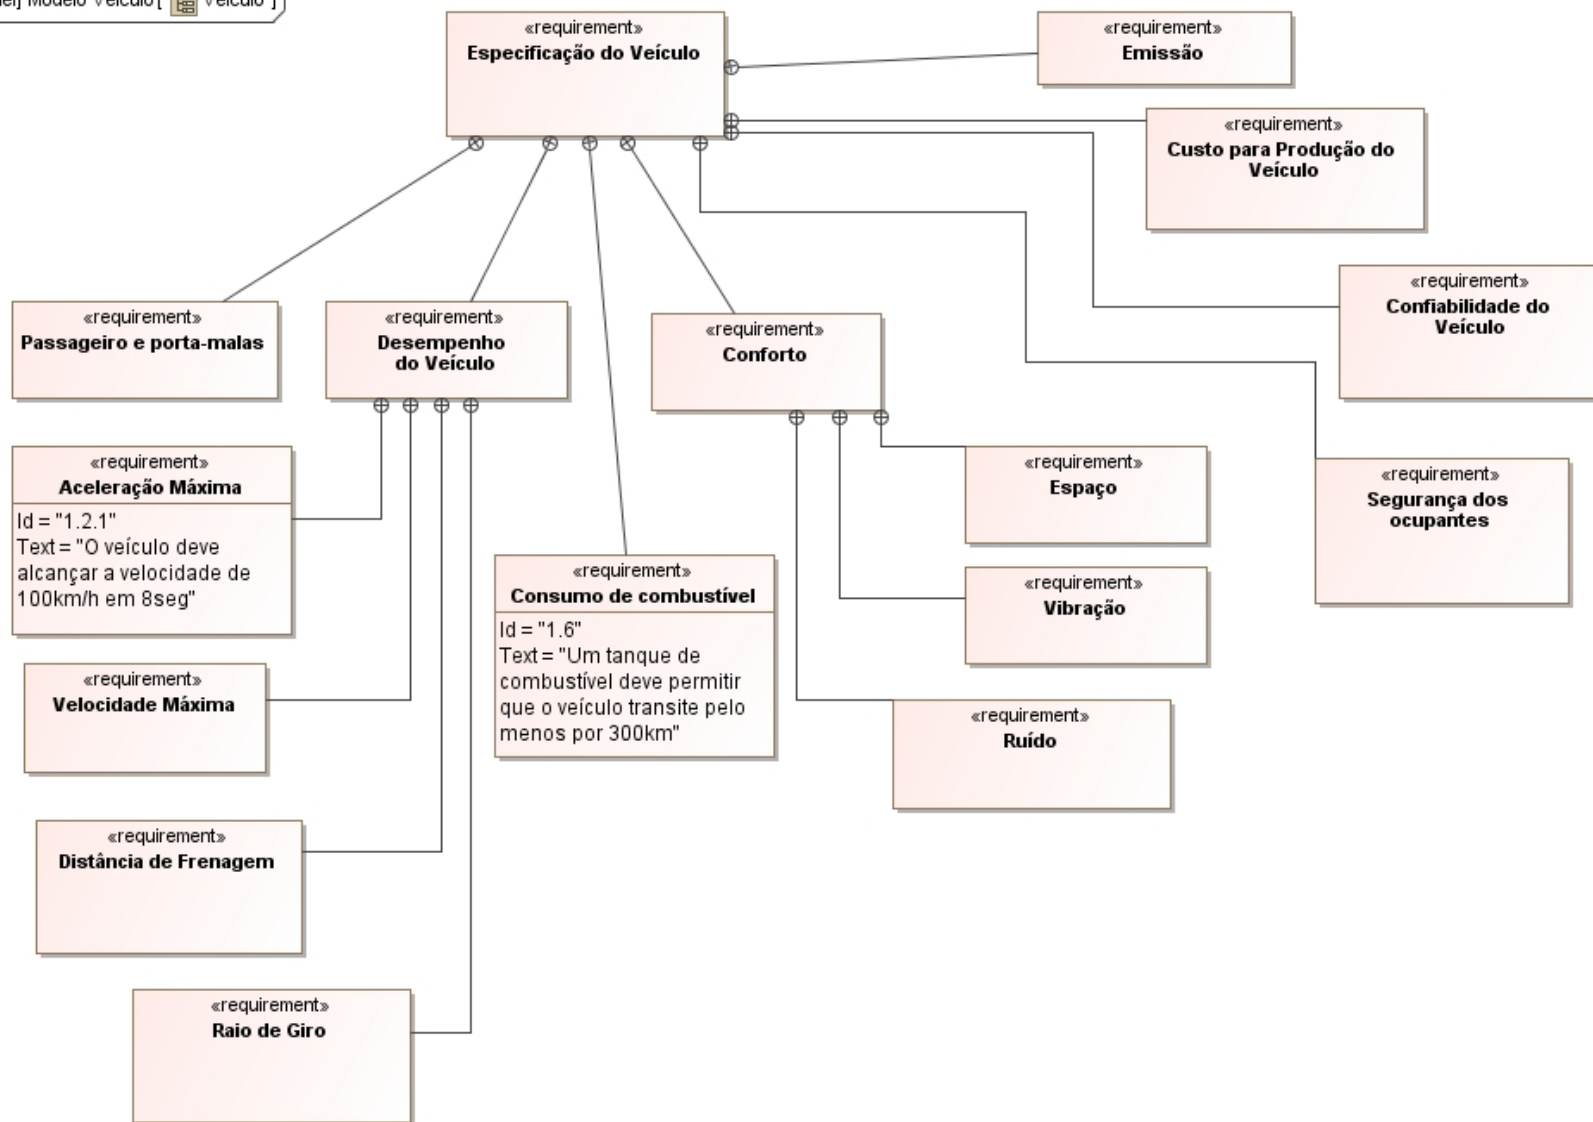 Modelo Veículo [ Veículo ]
«requirement»
Especificação do Veículo
«requirement»
Emissão
«requirement»
Custo para Produção do
Veículo
«requirement»
Confiabilidade do
Veículo
«requirement»
Passageiro e porta-malas
«requirement»
Desempenho
do Veículo
«requirement»
Conforto
«requirement»
Aceleração Máxima
Id = "1.2.1"
Text = "O veículo deve
alcançar a velocidade de
100km/h em 8seg"
«requirement»
Espaço
«requirement»
Segurança dos
ocupantes
«requirement»
Consumo de combustível
Id = "1.6"
Text = "Um tanque de
combustível deve permitir
que o veículo transite pelo
menos por 300km"
«requirement»
Vibração
«requirement»
Velocidade Máxima
«requirement»
Ruído
«requirement»
Distância de Frenagem
«requirement»
Raio de Giro